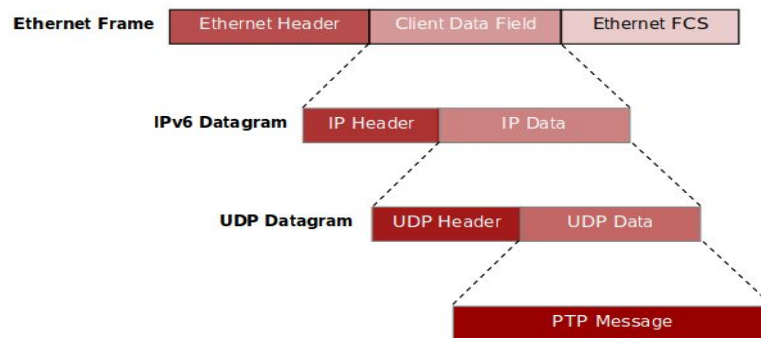 Ethernet Frame Ethernet Header Client Data Field Ethernet FCS
IPv6 Datagram IP Header IP Data
UDP Datagram UDP Header UDP Data
PTP Message